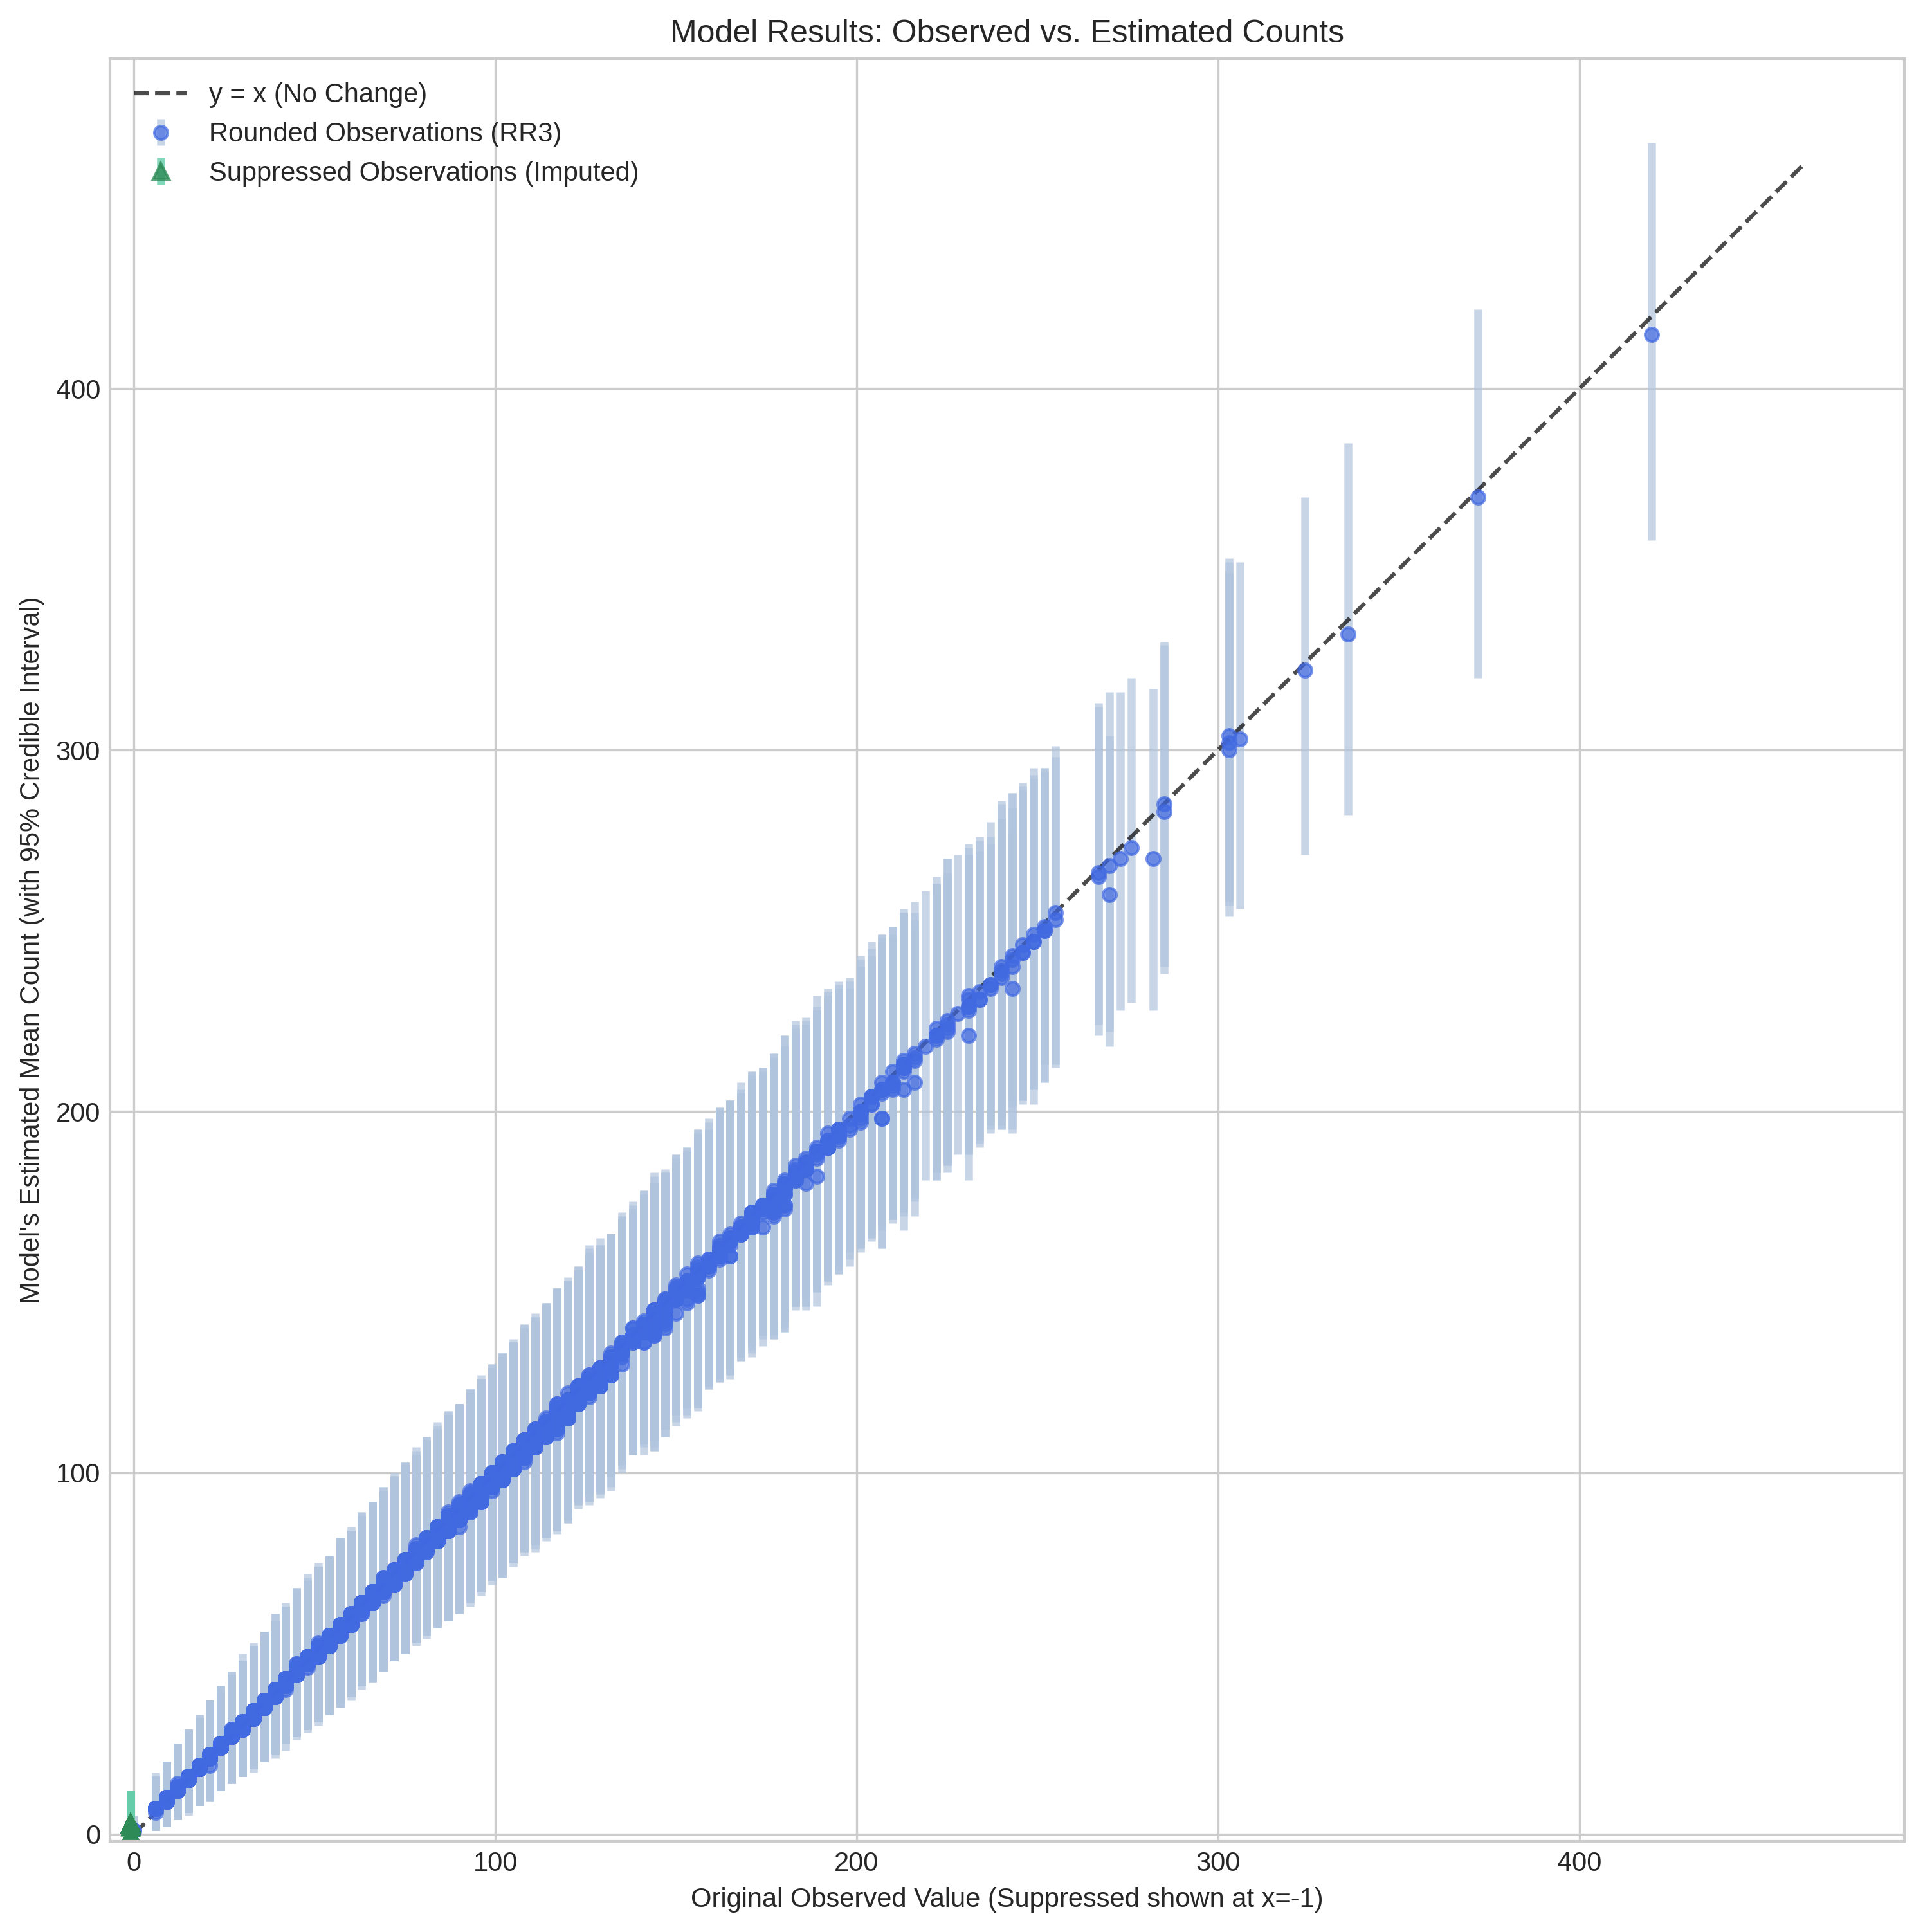 Model Results: Observed vs. Estimated Counts
y = x (No Change)
Rounded Observations (RR3)
Suppressed Observations (Imputed)
Model's Estimated Mean Count (with 95% Credible Interval)
400
300
200
100
0
0 100 200 300 400
Original Observed Value (Suppressed shown at x=-1)